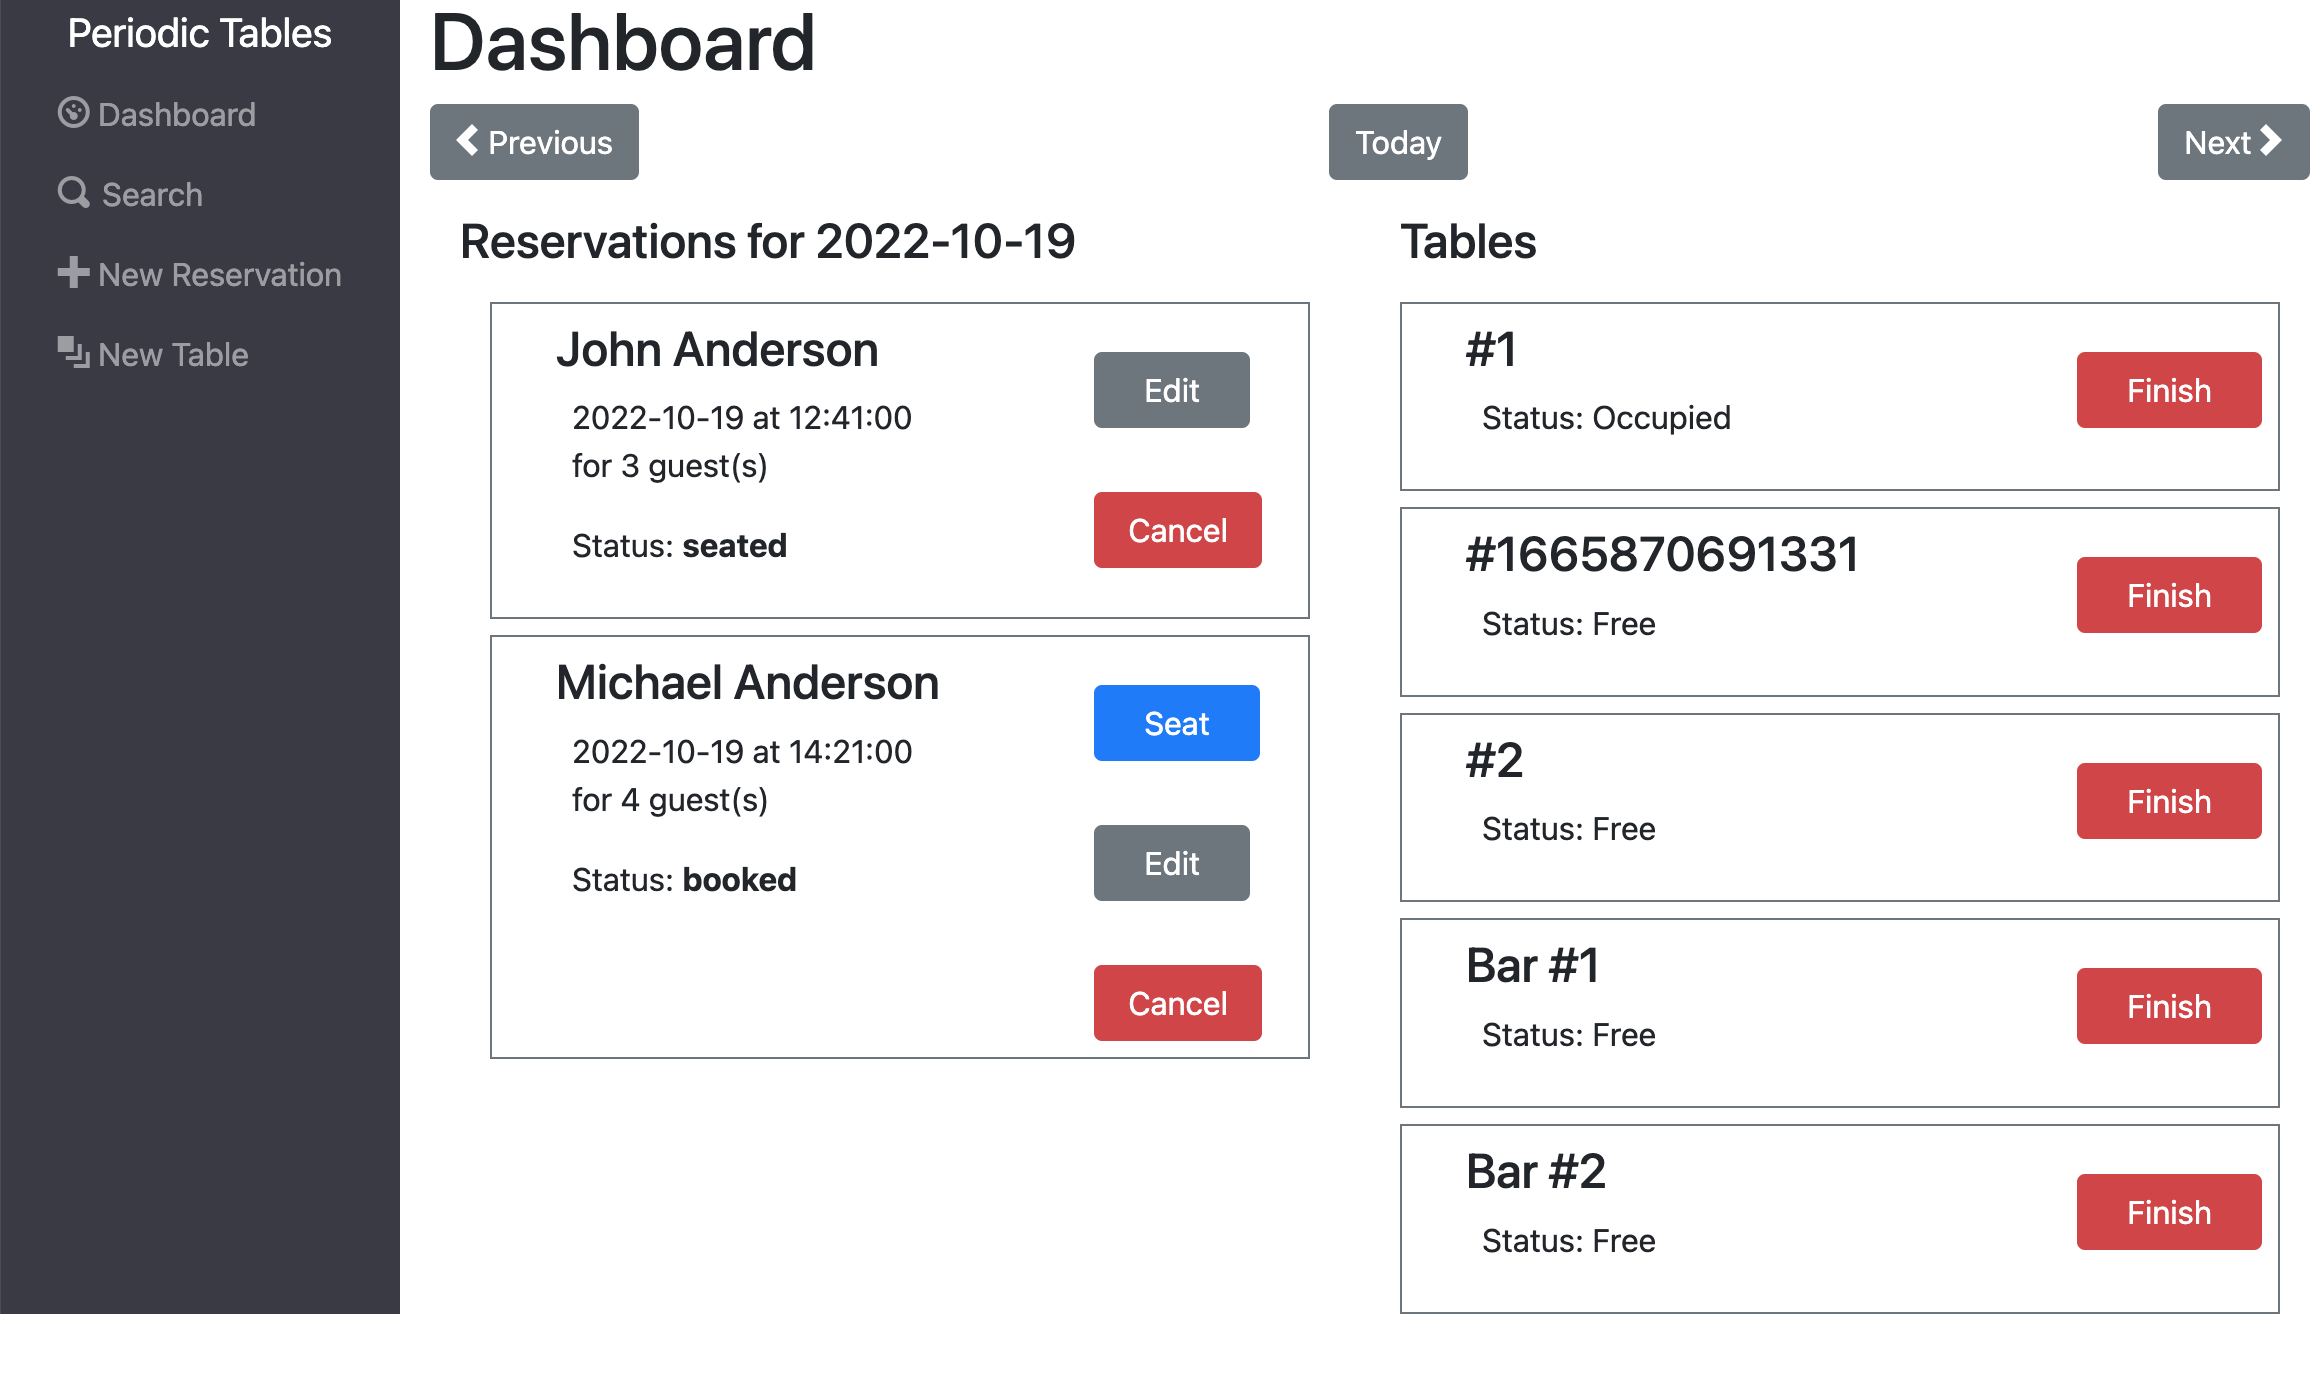 Periodic Tables
Dashboard
Search
New Reservation
New Table
Dashboard
Previous
Today
Next
Reservations for 2022-10-19
John Anderson
2022-10-19 at 12:41:00
for 3 guest(s)
Status: seated
Edit
Cancel
Michael Anderson
2022-10-19 at 14:21:00
for 4 guest(s)
Status: booked
Seat
Edit
Cancel
Tables
#1
Status: Occupied
Finish
#1665870691331
Status: Free
Finish
#2
Status: Free
Finish
Bar #1
Status: Free
Finish
Bar #2
Status: Free
Finish